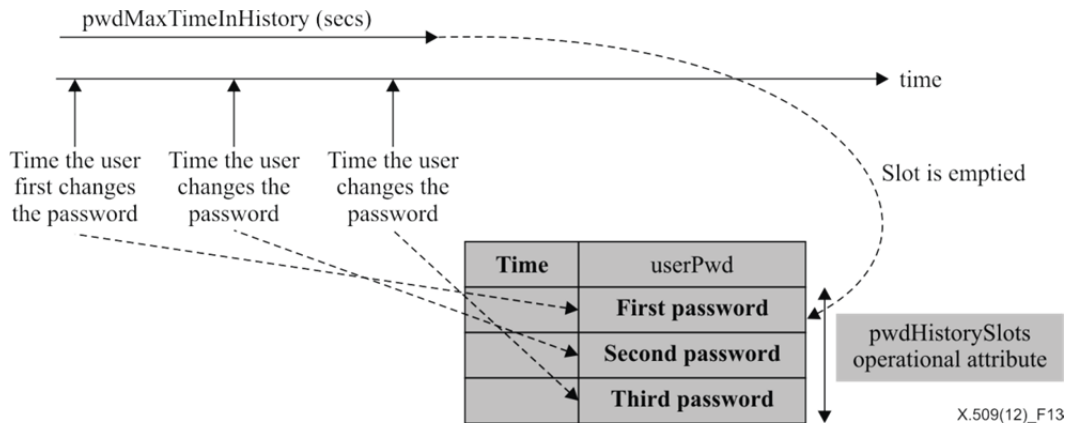 pwdMaxTimeInHistory (secs)
time
Time the user
first changes
the password
Time the user
changes the
password
Time the user
changes the
password
Slot is emptied
Time userPwd
First password
Second password
Third password
pwdHistorySlots
operational attribute
X.509(12)_F13